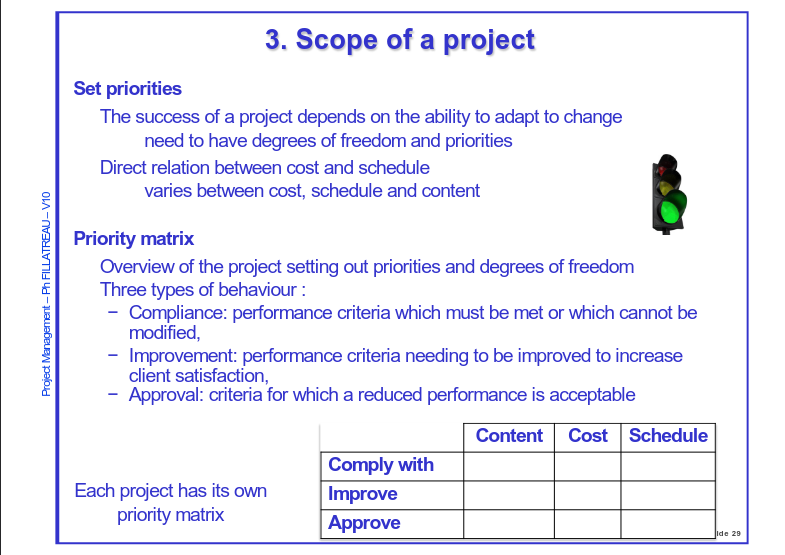 3. Scope of a project
Set priorities
The success of a project depends on the ability to adapt to change
need to have degrees of freedom and priorities
Direct relation between cost and schedule
varies between cost, schedule and content
Project Management – Ph FILLATREAU – V10
Priority matrix
Overview of the project setting out priorities and degrees of freedom
Three types of behaviour :
– Compliance: performance criteria which must be met or which cannot be
modified,
– Improvement: performance criteria needing to be improved to increase
client satisfaction,
– Approval: criteria for which a reduced performance is acceptable
Content Cost Schedule
Comply with
Improve
Approve
Each project has its own
priority matrix
lde 29